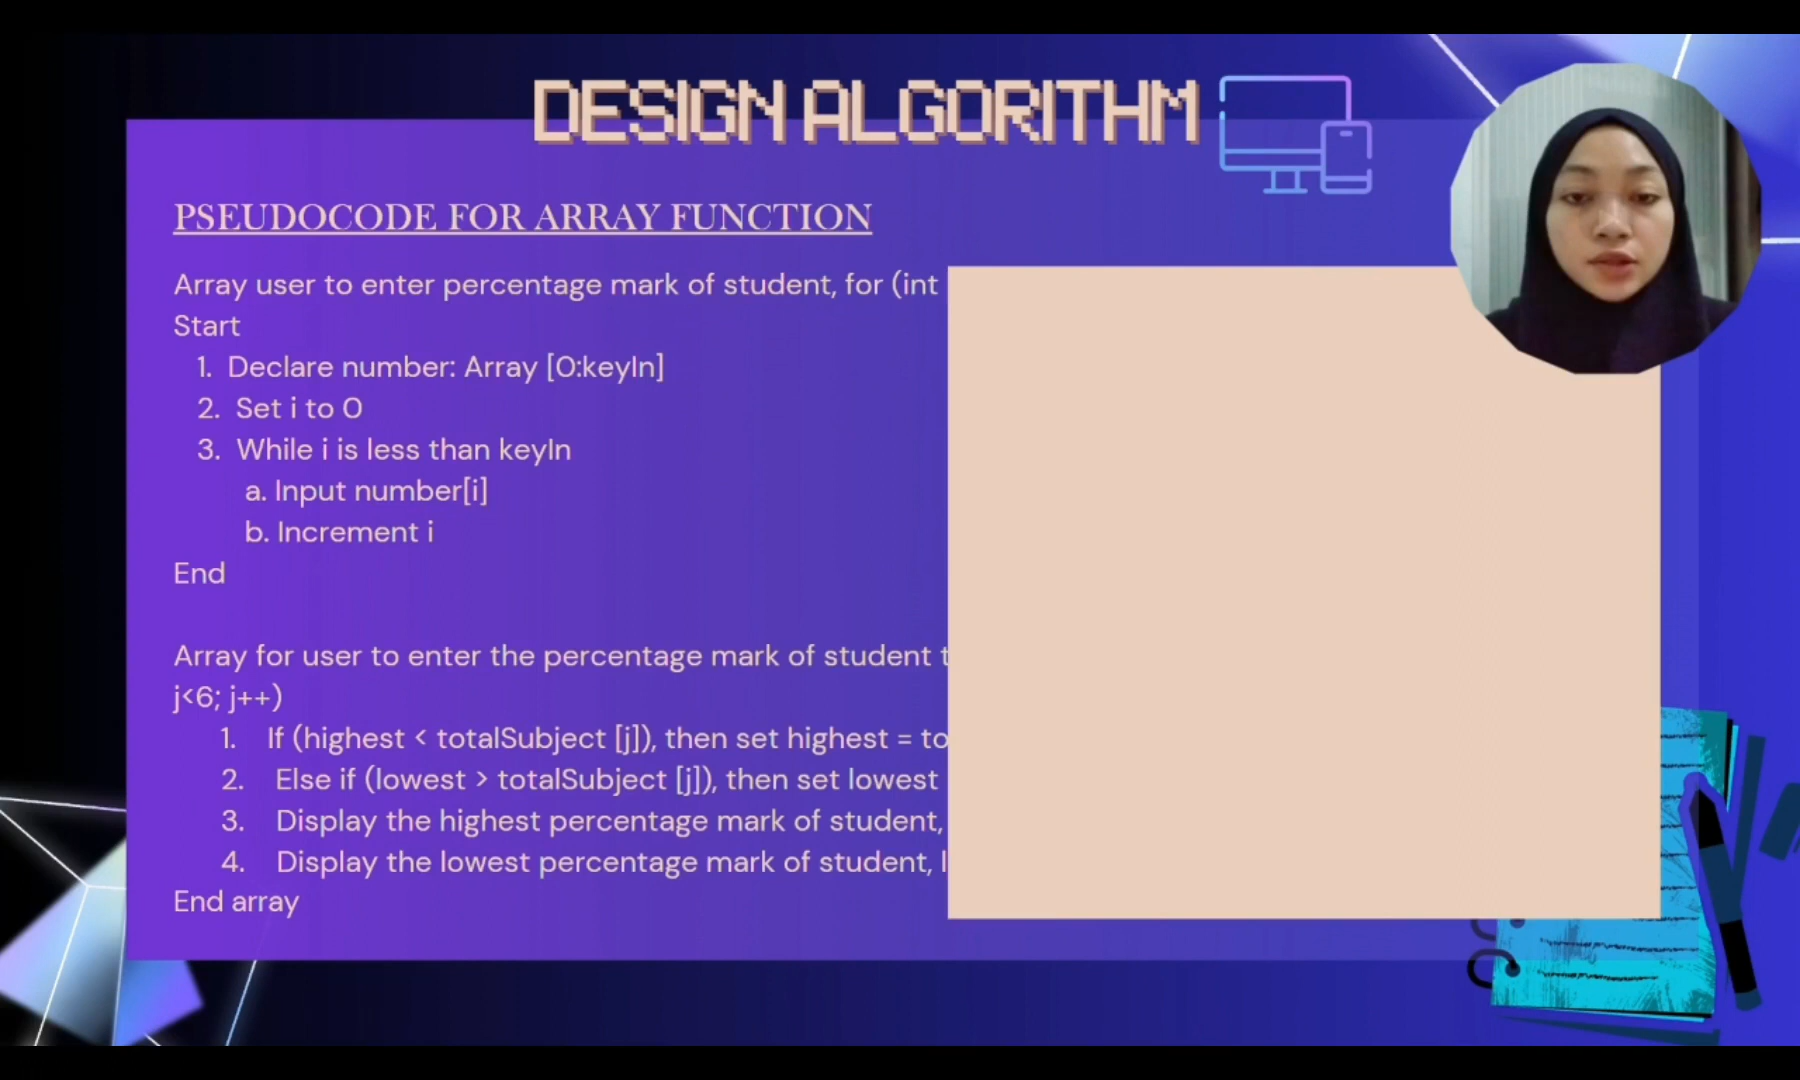 DESIGN ALGORITHM
PSEUDOCODE FOR ARRAY FUNCTION
Array user to enter percentage mark of student, for (int
Start
1. Declare number: Array [0:keyIn]
2. Set i to 0
3. While i is less than keyIn
a. Input number[i]
b. Increment i
End
Array for user to enter the percentage mark of student
j<6; j++)
1. If (highest < totalSubject [j]), then set highest =
2. Else if (lowest > totalSubject [j]), then set lowest
3. Display the highest percentage mark of student,
4. Display the lowest percentage mark of student,
End array